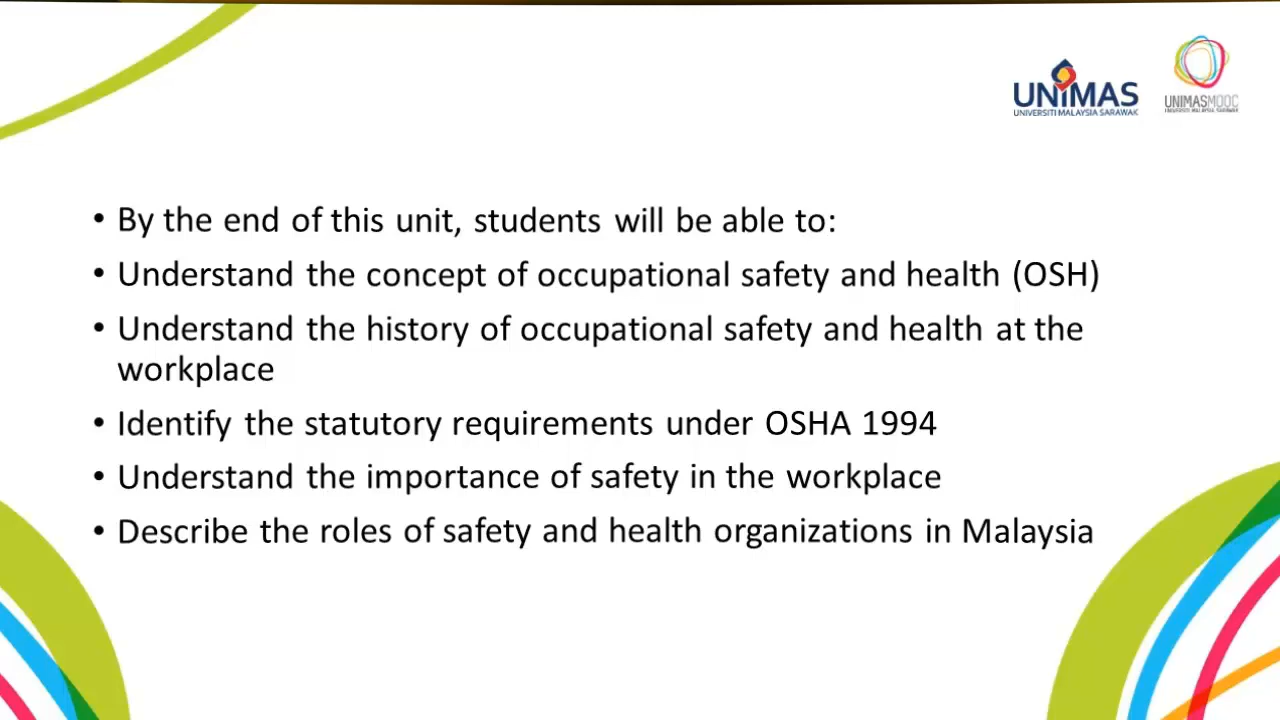 UNIMAS
UNIVERSITI MALAYSIA SARAWAK
UNIMASMOOC
UNIVERSITI MALAYSIA SARAWAK
• By the end of this unit, students will be able to:
• Understand the concept of occupational safety and health (OSH)
• Understand the history of occupational safety and health at the
workplace
• Identify the statutory requirements under OSHA 1994
• Understand the importance of safety in the workplace
• Describe the roles of safety and health organizations in Malaysia